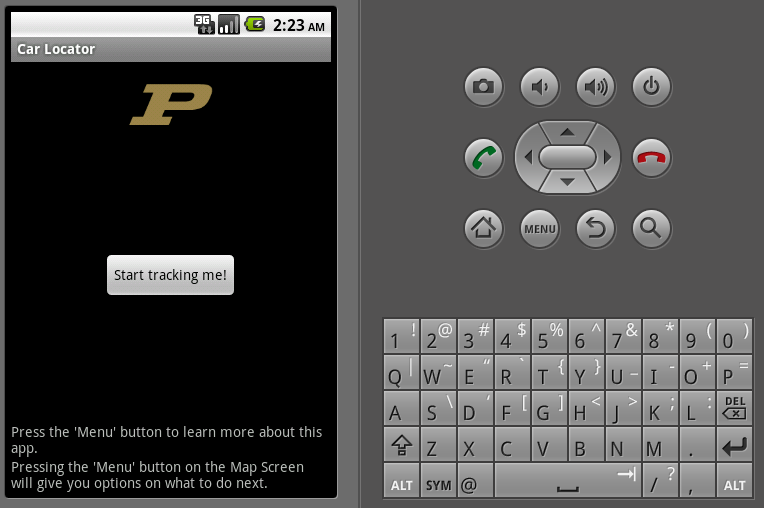 3G 2:23 AM
Car Locator
P
Start tracking me!
Press the 'Menu' button to learn more about this
app.
Pressing the 'Menu' button on the Map Screen
will give you options on what to do next.
MENU
1 ! 2 @ 3 # 4 $ 5 % 6 ^ 7 & 8 * 9 ( 0 )
Q | W ~ E “ R ` T { Y } U _ I - O + P =
A S \ D ‘ F [ G ] H < J > K ; L : DEL
Z X C V B N M .
ALT SYM @ / ? , ALT